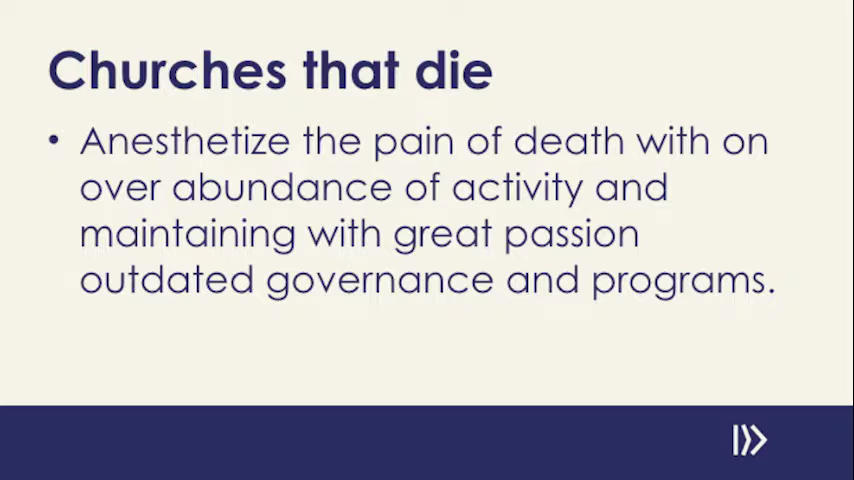 Churches that die
• Anesthetize the pain of death with on
over abundance of activity and
maintaining with great passion
outdated governance and programs.